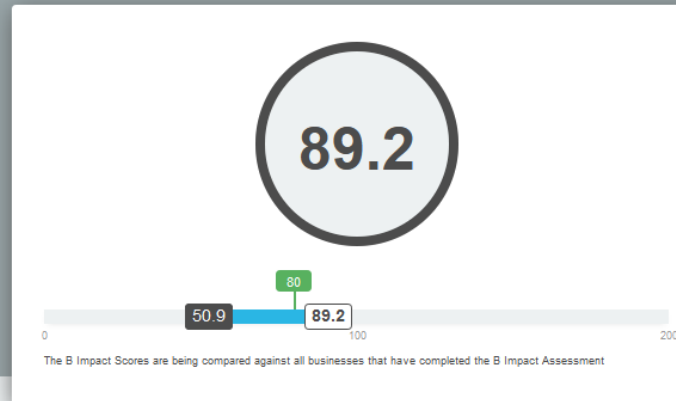 89.2
80
50.9 89.2
0 100 200
The B Impact Scores are being compared against all businesses that have completed the B Impact Assessment